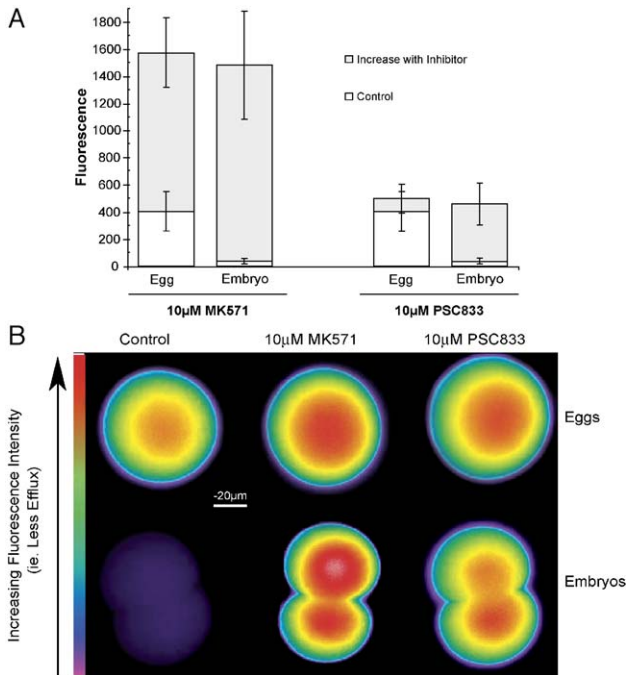 A
Fluorescence
1800
1600
1400
1200
1000
800
600
400
200
0
Increase with Inhibitor
Control
Egg Embryo Egg Embryo
10µM MK571 10µM PSC833
B
Control 10µM MK571 10µM PSC833
Increasing Fluorescence Intensity
(ie. Less Efflux)
Eggs
-20µm
Embryos